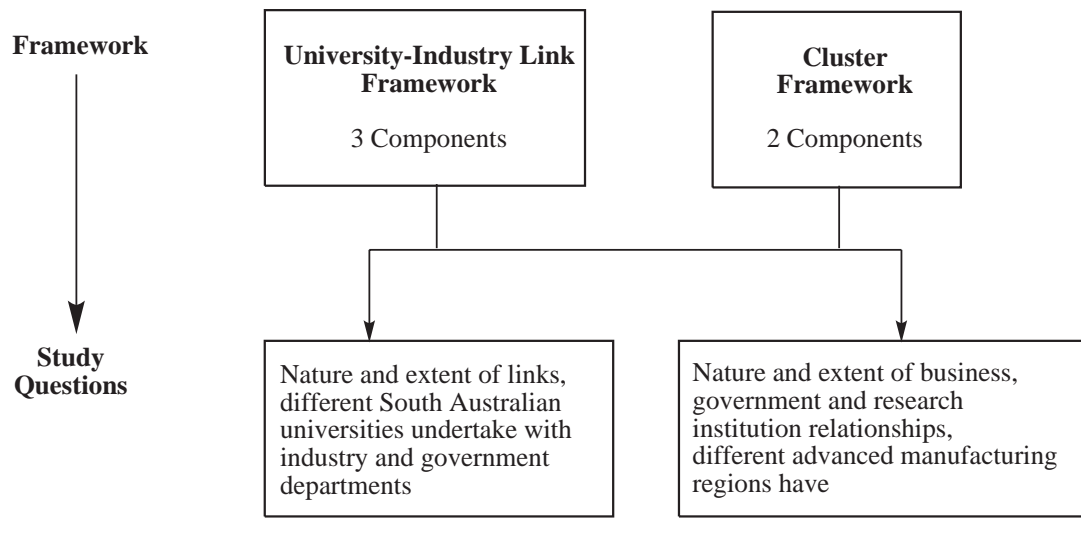 Framework
University-Industry Link
Framework
3 Components
Cluster
Framework
2 Components
Study
Questions
Nature and extent of links,
different South Australian
universities undertake with
industry and government
departments
Nature and extent of business,
government and research
institution relationships,
different advanced manufacturing
regions have